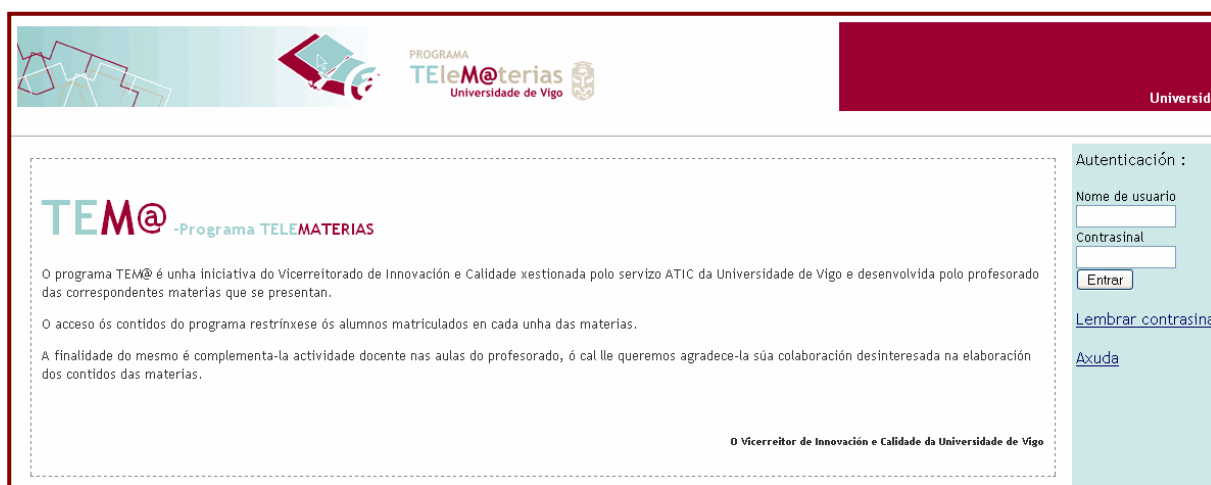 PROGRAMA
TEleM@terias
Universidade de Vigo
Universid
TEM@ -Programa TELEMATERIAS
O programa TEM@ é unha iniciativa do Vicerreitorado de Innovación e Calidade xestionada polo servizo ATIC da Universidade de Vigo e desenvolvida polo profesorado
das correspondentes materias que se presentan.
O acceso ós contidos do programa restrínxese ós alumnos matriculados en cada unha das materias.
A finalidade do mesmo é complementa-la actividade docente nas aulas do profesorado, ó cal lle queremos agradece-la súa colaboración desinteresada na elaboración
dos contidos das materias.
O Vicerreitor de Innovación e Calidade da Universidade de Vigo
Autenticación :
Nome de usuario
Contrasinal
Entrar
Lembrar contrasina
Axuda